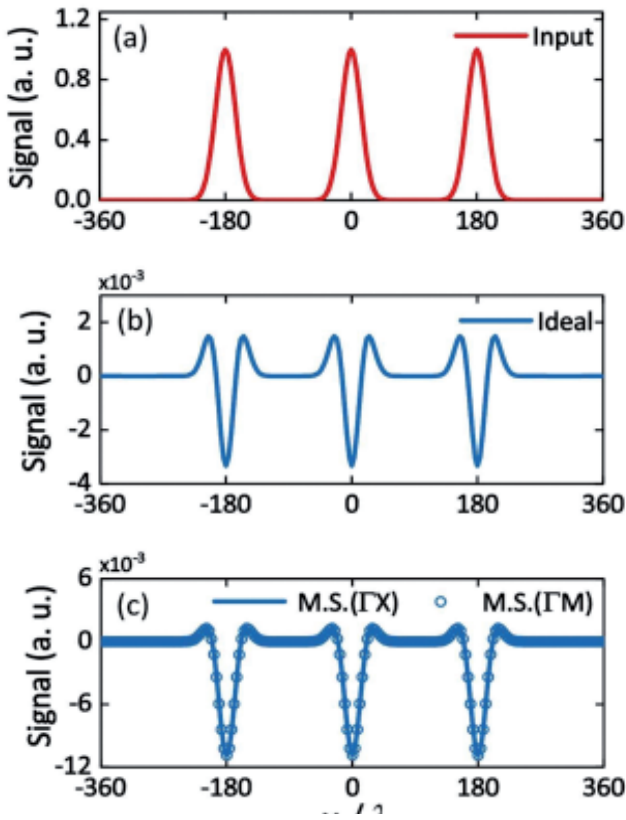 1.2
(a)
Input
0.8
0.4
0.0
Signal (a. u.)
-360 -180 0 180 360
x10⁻³
(b)
Ideal
2
0
-2
-4
Signal (a. u.)
-360 -180 0 180 360
x10⁻³
6
(c)
M.S.(ΓX) M.S.(ΓM)
0
-6
-12
Signal (a. u.)
-360 -180 0 180 360